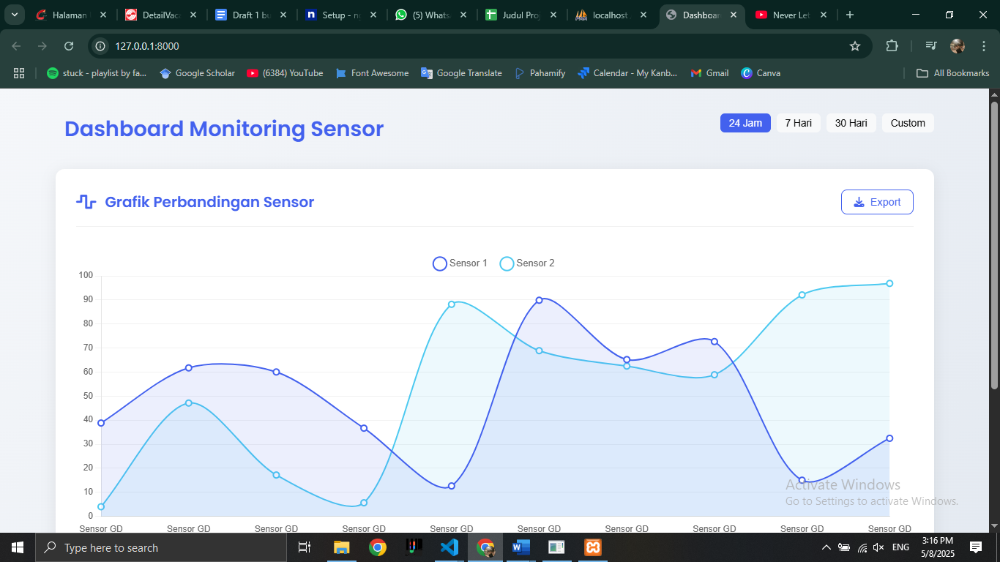 Halaman
DetailVaca
Draft 1 bu
Setup - ng
(5) Whats
Judul Proj
localhost
Dashboar
Never Let
127.0.0.1:8000
stuck - playlist by fa...
Google Scholar
(6384) YouTube
Font Awesome
Google Translate
Pahamify
Calendar - My Kanb...
Gmail
Canva
All Bookmarks
Dashboard Monitoring Sensor
24 Jam
7 Hari
30 Hari
Custom
Grafik Perbandingan Sensor
Export
Sensor 1
Sensor 2
100
90
80
70
60
50
40
30
20
10
0
Activate Windows
Go to Settings to activate Windows.
Sensor GD
Sensor GD
Sensor GD
Sensor GD
Sensor GD
Sensor GD
Sensor GD
Sensor GD
Sensor GD
Sensor GD
Type here to search
ENG
3:16 PM
5/8/2025